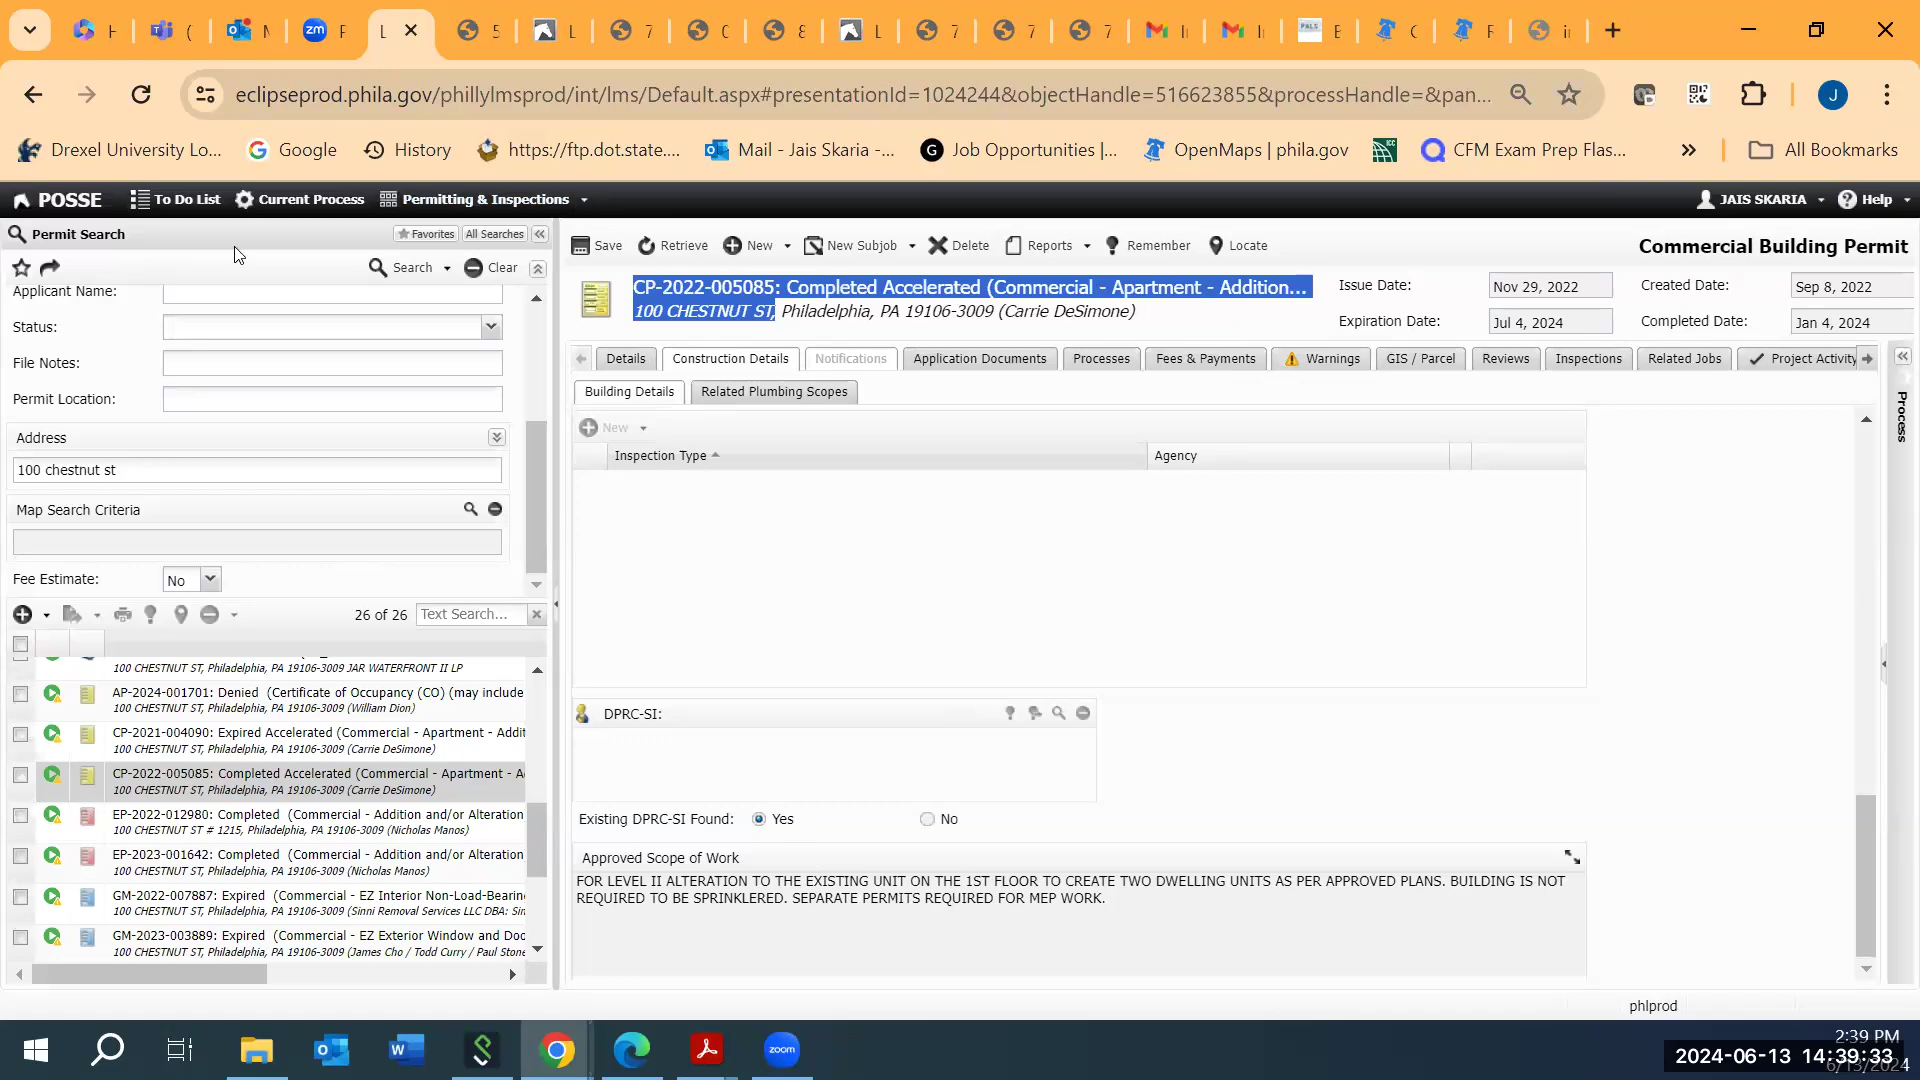 H
(
N
zm
F
L
5
L
7
0
8
L
7
7
7
I
I
PALS
E
C
F
ir
eclipseprod.phila.gov/phillylmsprod/int/lms/Default.aspx#presentationId=1024244&objectHandle=516623855&processHandle=&pan...
J
Drexel University Lo...
Google
History
https://ftp.dot.state....
Mail - Jais Skaria -...
Job Opportunities |...
OpenMaps | phila.gov
CFM Exam Prep Flas...
»
All Bookmarks
POSSE
To Do List
Current Process
Permitting & Inspections
JAIS SKARIA
Help
Permit Search
Favorites
All Searches
Search
Clear
Applicant Name:
Status:
File Notes:
Permit Location:
Address
100 chestnut st
Map Search Criteria
Fee Estimate:
No
26 of 26
Text Search...
100 CHESTNUT ST, Philadelphia, PA 19106-3009 JAR WATERFRONT II LP
AP-2024-001701: Denied (Certificate of Occupancy (CO) (may include
100 CHESTNUT ST, Philadelphia, PA 19106-3009 (William Dion)
CP-2021-004090: Expired Accelerated (Commercial - Apartment - Addit
100 CHESTNUT ST, Philadelphia, PA 19106-3009 (Carrie DeSimone)
CP-2022-005085: Completed Accelerated (Commercial - Apartment - A
100 CHESTNUT ST, Philadelphia, PA 19106-3009 (Carrie DeSimone)
EP-2022-012980: Completed (Commercial - Addition and/or Alteration
100 CHESTNUT ST # 1215, Philadelphia, PA 19106-3009 (Nicholas Manos)
EP-2023-001642: Completed (Commercial - Addition and/or Alteration
100 CHESTNUT ST, Philadelphia, PA 19106-3009 (Nicholas Manos)
GM-2022-007887: Expired (Commercial - EZ Interior Non-Load-Bearin
100 CHESTNUT ST, Philadelphia, PA 19106-3009 (Sinni Removal Services LLC DBA: Sin
GM-2023-003889: Expired (Commercial - EZ Exterior Window and Doo
100 CHESTNUT ST, Philadelphia, PA 19106-3009 (James Cho / Todd Curry / Paul Stone
Save
Retrieve
New
New Subjob
Delete
Reports
Remember
Locate
Commercial Building Permit
CP-2022-005085: Completed Accelerated (Commercial - Apartment - Addition...
100 CHESTNUT ST, Philadelphia, PA 19106-3009 (Carrie DeSimone)
Issue Date:
Nov 29, 2022
Created Date:
Sep 8, 2022
Expiration Date:
Jul 4, 2024
Completed Date:
Jan 4, 2024
Details
Construction Details
Notifications
Application Documents
Processes
Fees & Payments
Warnings
GIS / Parcel
Reviews
Inspections
Related Jobs
Project Activity
Building Details
Related Plumbing Scopes
New
Inspection Type
Agency
Process
DPRC-SI:
Existing DPRC-SI Found:
Yes
No
Approved Scope of Work
FOR LEVEL II ALTERATION TO THE EXISTING UNIT ON THE 1ST FLOOR TO CREATE TWO DWELLING UNITS AS PER APPROVED PLANS. BUILDING IS NOT
REQUIRED TO BE SPRINKLERED. SEPARATE PERMITS REQUIRED FOR MEP WORK.
phlprod
zoom
2:39 PM
2024-06-13 14:39:33
6/13/2024